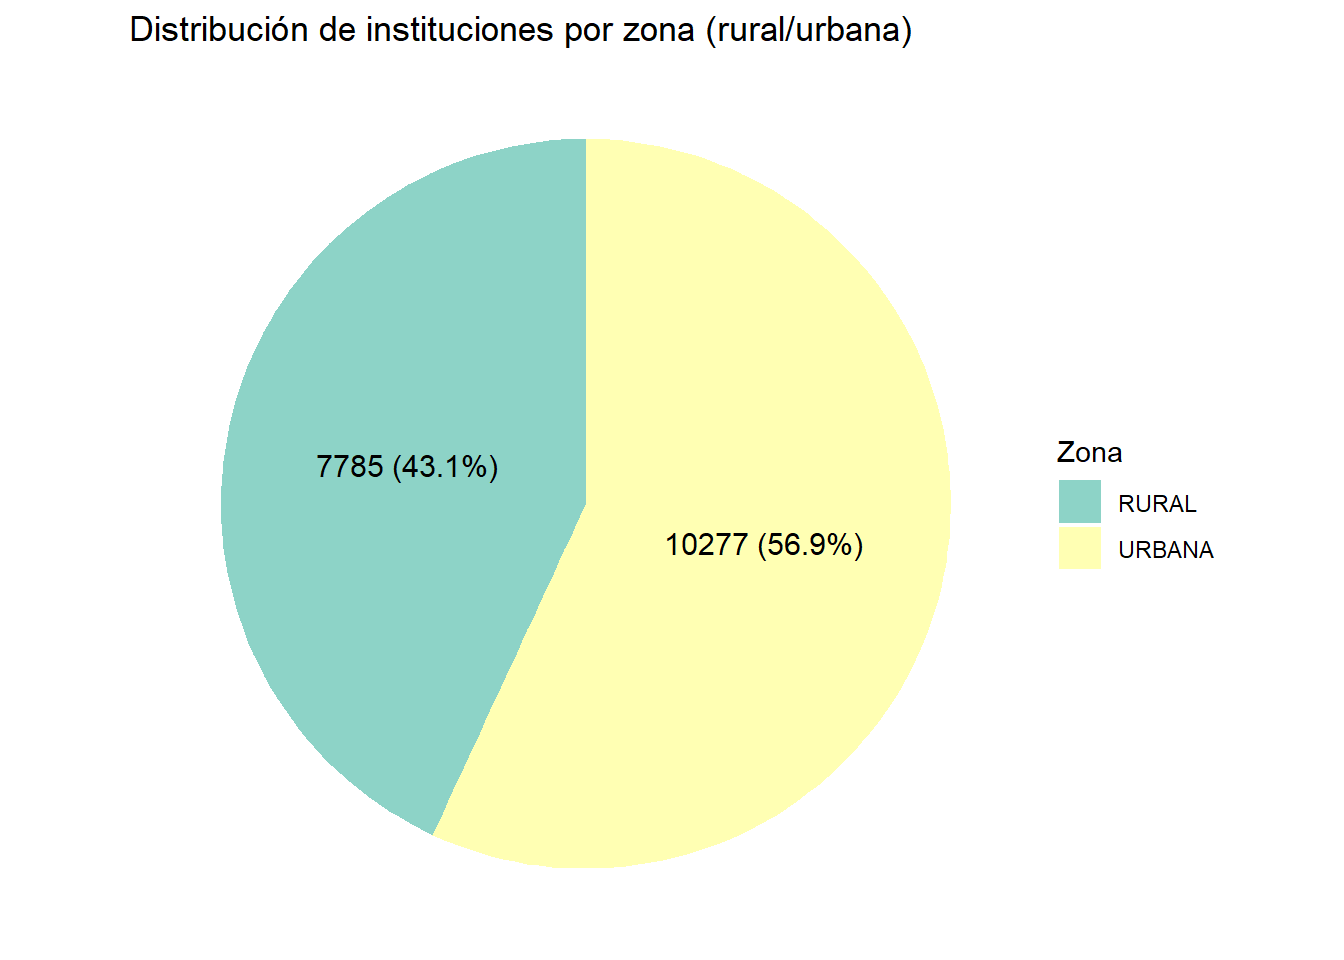 Distribución de instituciones por zona (rural/urbana)
7785 (43.1%)
10277 (56.9%)
Zona
RURAL
URBANA